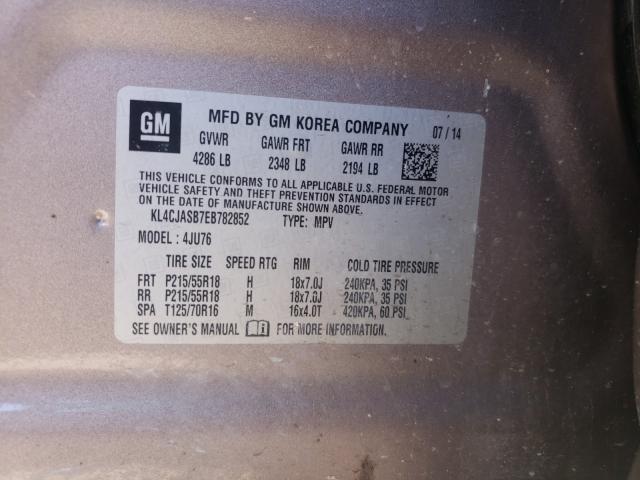 GM
MFD BY GM KOREA COMPANY 07/14
GVWR GAWR FRT GAWR RR
4286 LB 2348 LB 2194 LB
THIS VEHICLE CONFORMS TO ALL APPLICABLE U.S. FEDERAL MOTOR
VEHICLE SAFETY AND THEFT PREVENTION STANDARDS IN EFFECT
ON THE DATE OF MANUFACTURE SHOWN ABOVE.
KL4CJASB7EB782852 TYPE: MPV
MODEL : 4JU76
TIRE SIZE SPEED RTG RIM COLD TIRE PRESSURE
FRT P215/55R18 H 18x7.0J 240KPA, 35 PSI
RR P215/55R18 H 18x7.0J 240KPA, 35 PSI
SPA T125/70R16 M 16x4.0T 420KPA, 60 PSI
SEE OWNER'S MANUAL FOR MORE INFORMATION.